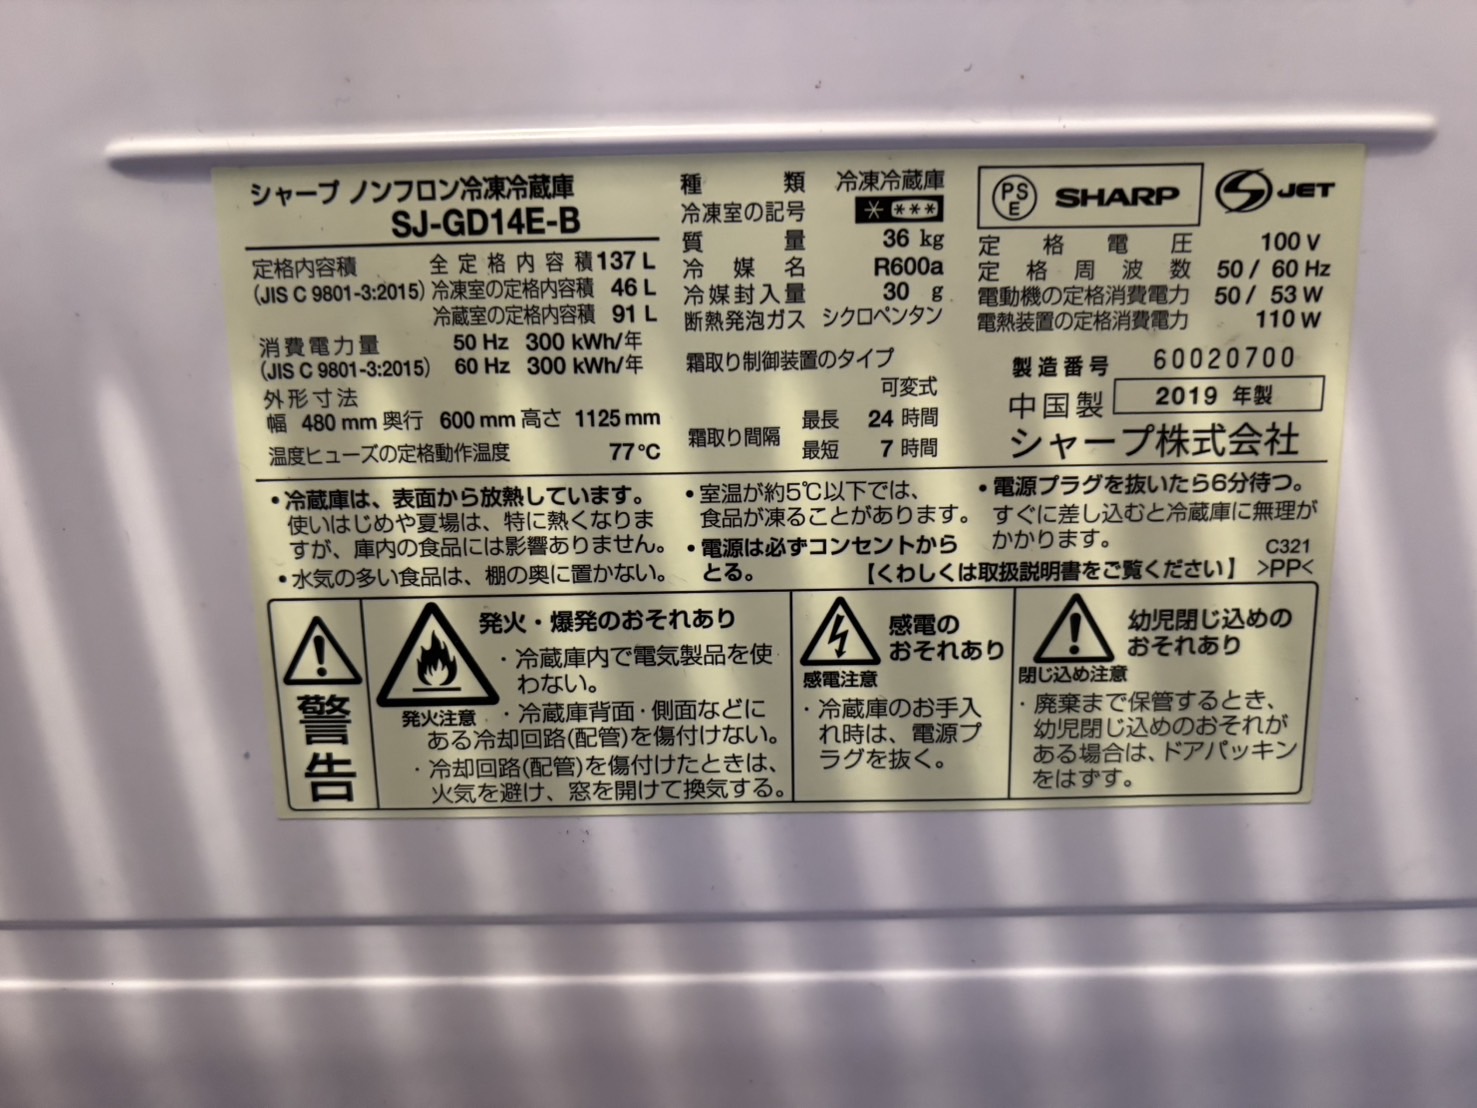 シャープ ノンフロン冷凍冷蔵庫
SJ-GD14E-B
定格内容積 全定格内容積 137 L
(JIS C 9801-3:2015) 冷凍室の定格内容積 46 L
冷蔵室の定格内容積 91 L
消費電力量 50 Hz 300 kWh/年
(JIS C 9801-3:2015) 60 Hz 300 kWh/年
外形寸法
幅 480 mm 奥行 600 mm 高さ 1125 mm
温度ヒューズの定格動作温度 77℃
種類 冷凍冷蔵庫
冷凍室の記号 * ***
質量 36 kg
冷媒名 R600a
冷媒封入量 30 g
断熱発泡ガス シクロペンタン
霜取り制御装置のタイプ
可変式
霜取り間隔 最長 24 時間
最短 7 時間
PSE SHARP JET
定格電圧 100 V
定格周波数 50 / 60 Hz
電動機の定格消費電力 50 / 53 W
電熱装置の定格消費電力 110 W
製造番号 60020700
中国製 2019 年製
シャープ株式会社
・冷蔵庫は、表面から放熱しています。
使いはじめや夏場は、特に熱くなりま
すが、庫内の食品には影響ありません。
・水気の多い食品は、棚の奥に置かない。
・室温が約5℃以下では、
食品が凍ることがあります。
・電源は必ずコンセントから
とる。
・電源プラグを抜いたら6分待つ。
すぐに差し込むと冷蔵庫に無理が
かかります。
C321
【くわしくは取扱説明書をご覧ください】 >PP<
警告
発火注意
発火・爆発のおそれあり
・冷蔵庫内で電気製品を使
わない。
・冷蔵庫背面・側面などに
ある冷却回路(配管)を傷付けない。
・冷却回路(配管)を傷付けたときは、
火気を避け、窓を開けて換気する。
感電の
おそれあり
感電注意
・冷蔵庫のお手入
れ時は、電源プ
ラグを抜く。
幼児閉じ込めの
おそれあり
閉じ込め注意
・廃棄まで保管するとき、
幼児閉じ込めのおそれが
ある場合は、ドアパッキン
をはずす。